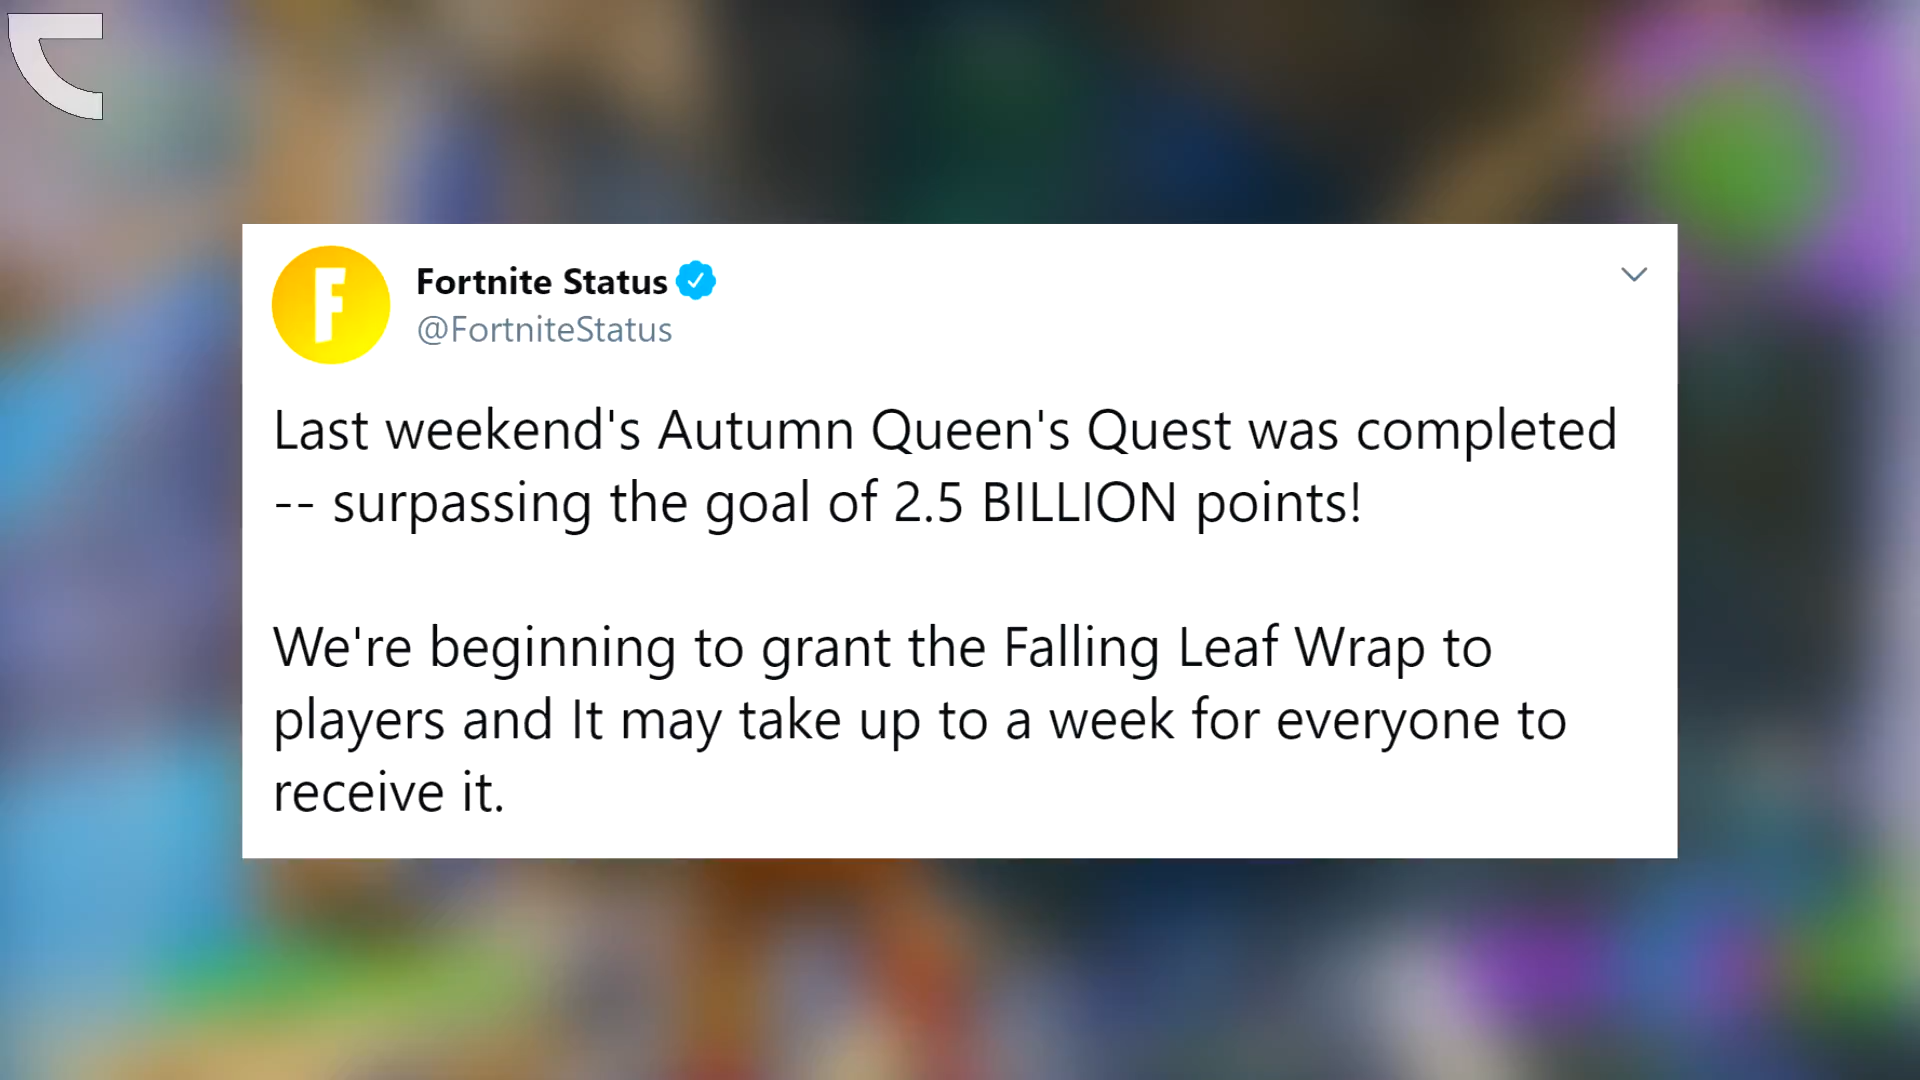 F
Fortnite Status
@FortniteStatus
Last weekend's Autumn Queen's Quest was completed
-- surpassing the goal of 2.5 BILLION points!
We're beginning to grant the Falling Leaf Wrap to
players and It may take up to a week for everyone to
receive it.